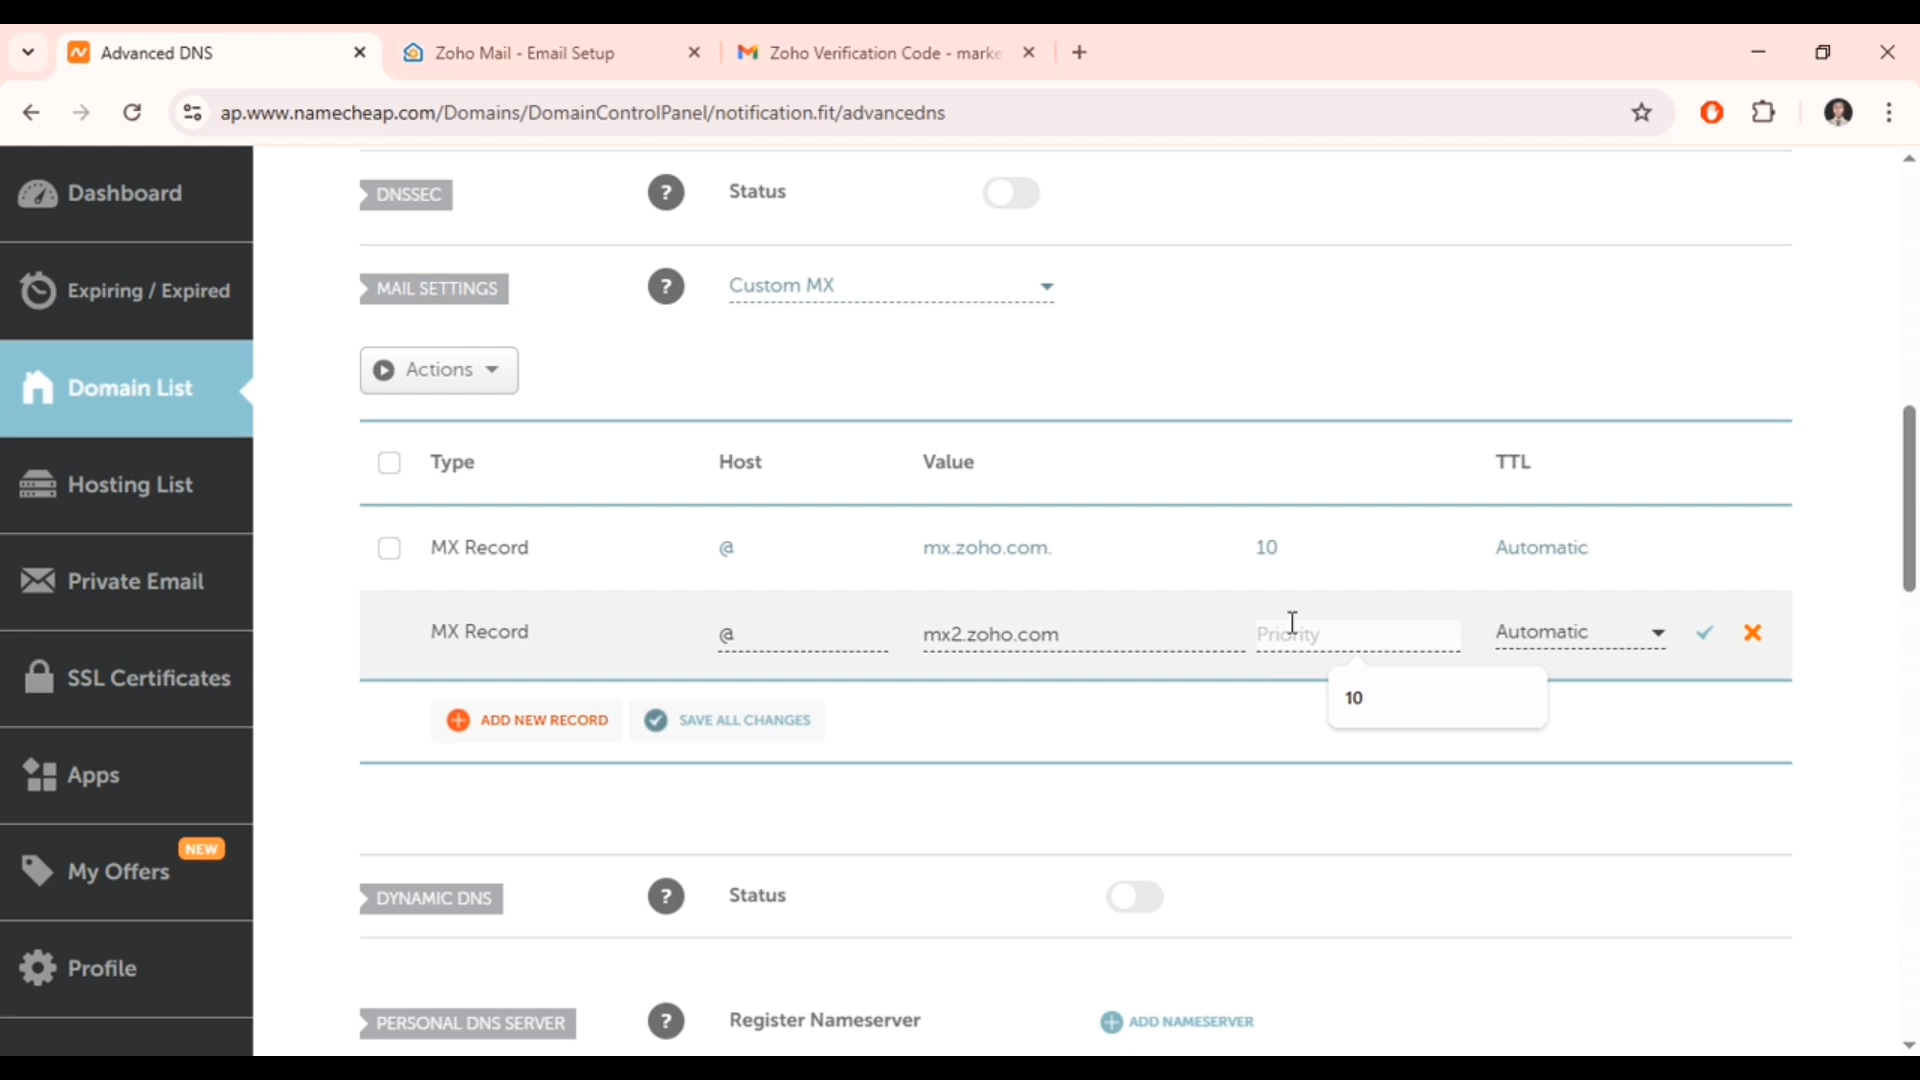 Advanced DNS
Zoho Mail - Email Setup
Zoho Verification Code - marke
ap.www.namecheap.com/Domains/DomainControlPanel/notification.fit/advanceddns
Dashboard
Expiring / Expired
Domain List
Hosting List
Private Email
SSL Certificates
Apps
NEW
My Offers
Profile
DNSSEC
?
Status
MAIL SETTINGS
?
Custom MX
Actions
Type Host Value TTL
MX Record @ mx.zoho.com. 10 Automatic
MX Record @ mx2.zoho.com Priority Automatic
10
ADD NEW RECORD SAVE ALL CHANGES
DYNAMIC DNS
?
Status
PERSONAL DNS SERVER
?
Register Nameserver
ADD NAMESERVER